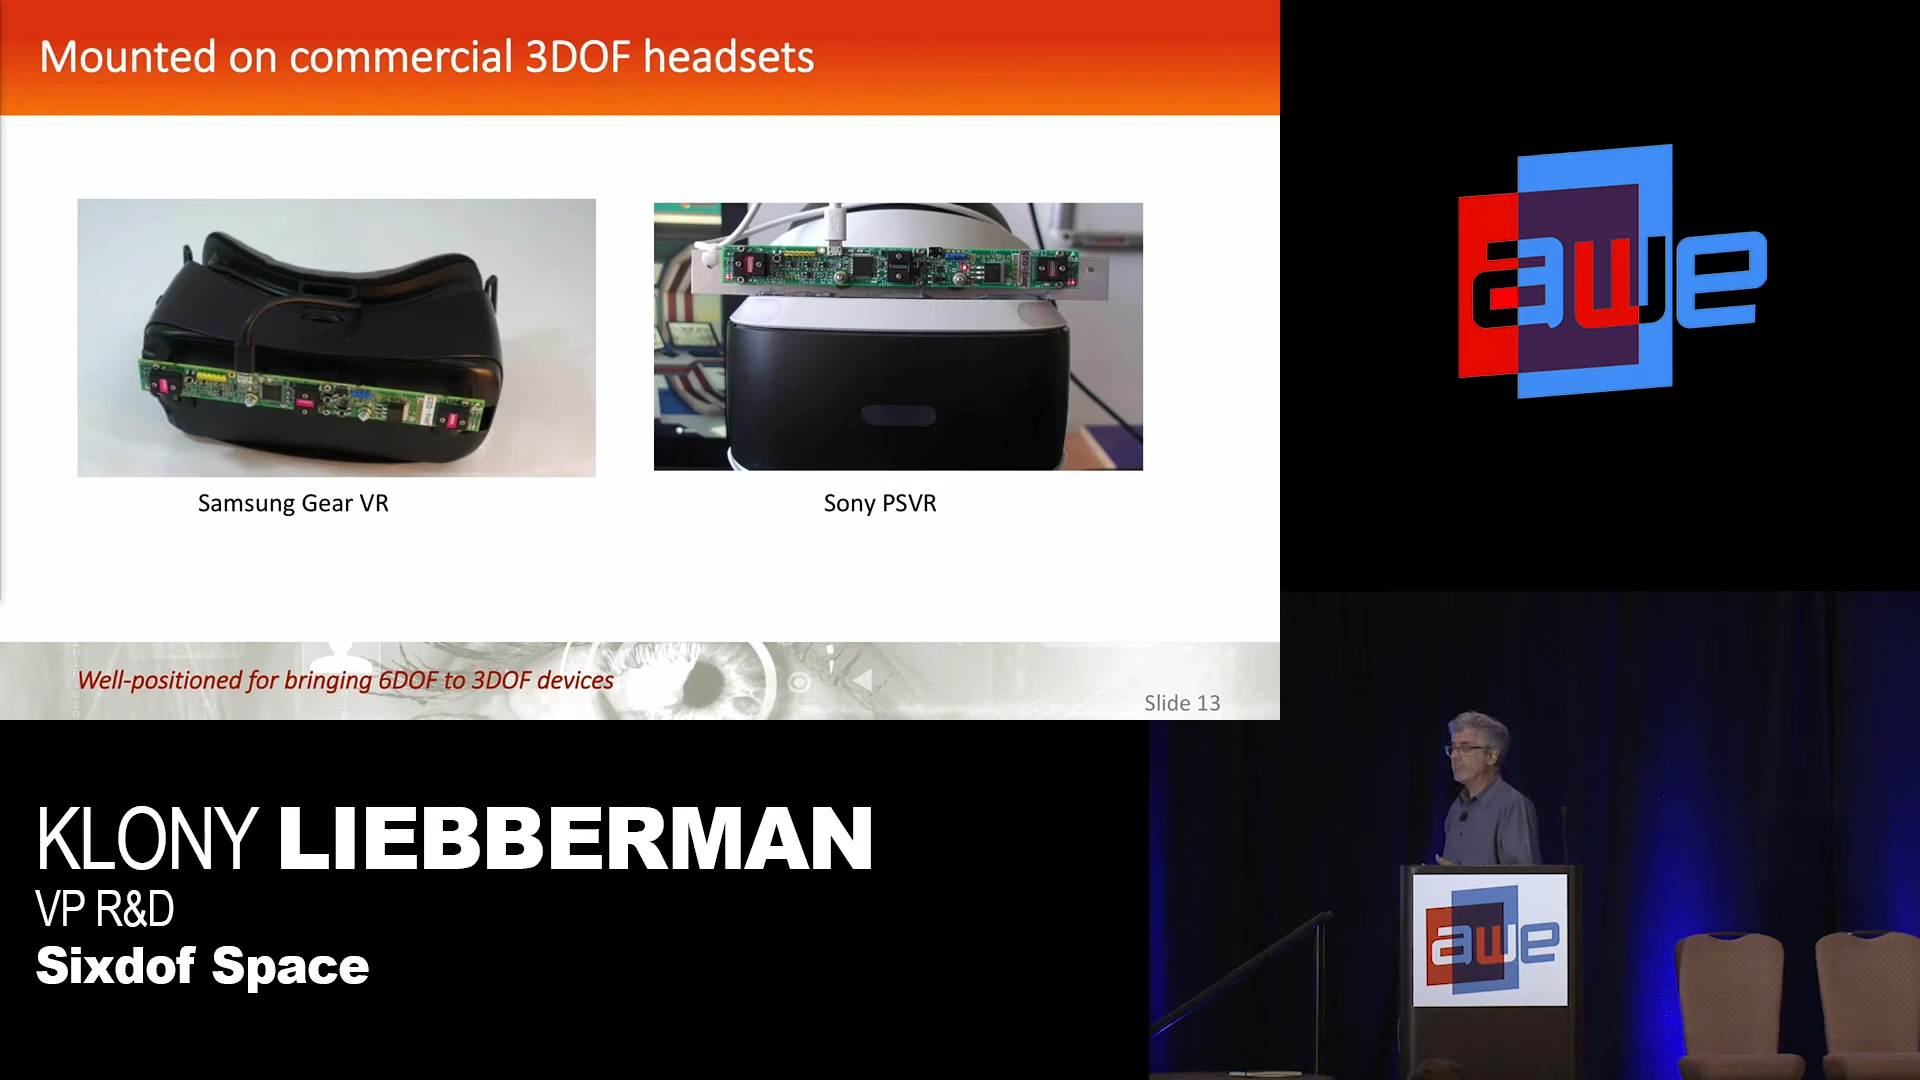 Mounted on commercial 3DOF headsets
Samsung Gear VR
Sony PSVR
Well-positioned for bringing 6DOF to 3DOF devices
Slide 13
awe
KLONY LIEBBERMAN
VP R&D
Sixdof Space
awe